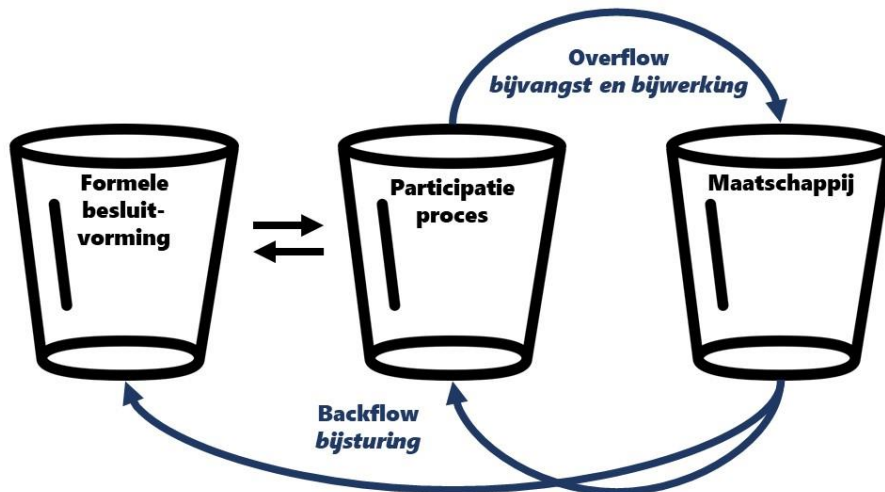 Overflow
bijvangst en bijwerking
Formele
besluit-
vorming
Participatie
proces
Maatschappij
Backflow
bijsturing